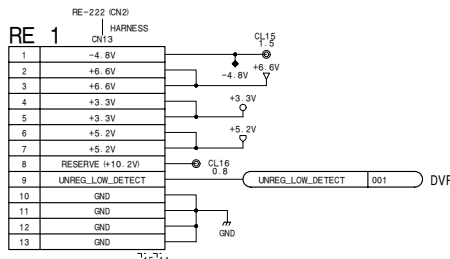 RE-222 (CN2)
HARNESS
RE 1
CN13
CL15
1.5
1 -4.8V
-4.8V
+6.6V
2 +6.6V
3 +6.6V
4 +3.3V
+3.3V
5 +3.3V
6 +5.2V
+5.2V
7 +5.2V
8 RESERVE (+10.2V)
CL16
0.8
9 UNREG_LOW_DETECT
UNREG_LOW_DETECT 001
DVP
10 GND
11 GND
12 GND
GND
13 GND